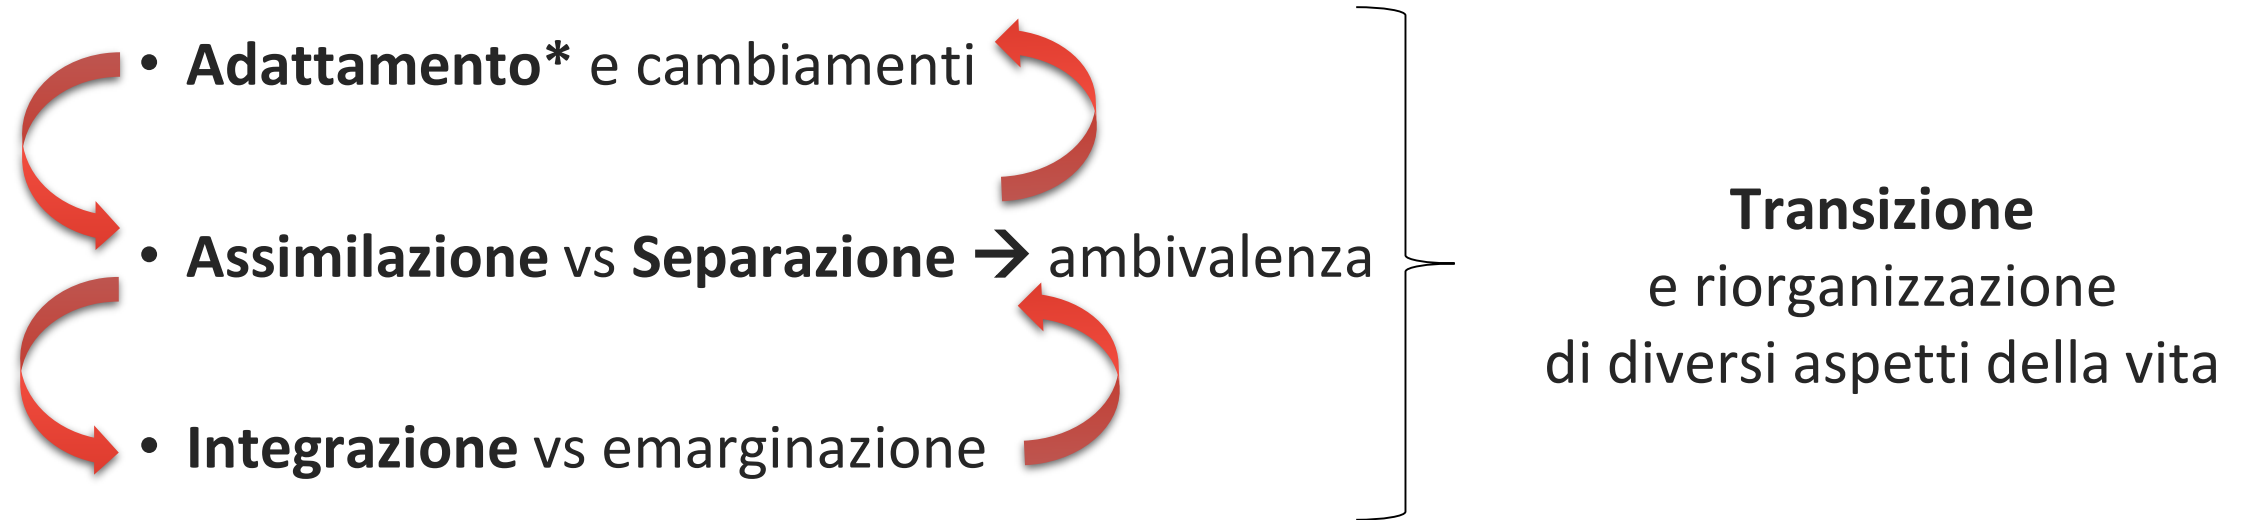 • Adattamento* e cambiamenti
• Assimilazione vs Separazione → ambivalenza
• Integrazione vs emarginazione
Transizione
e riorganizzazione
di diversi aspetti della vita